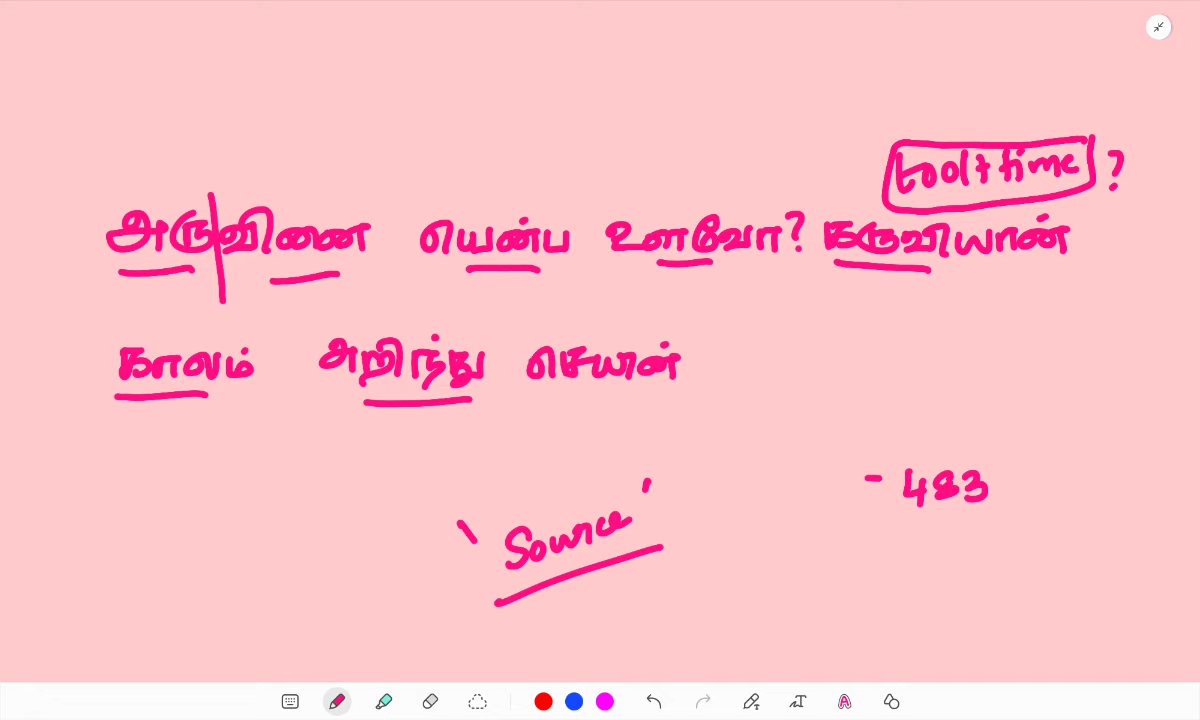 tool+time ?
அருவினை யென்ப உளவோ? கருவியான்
காலம் அறிந்து செயின்
- 483
'Source'